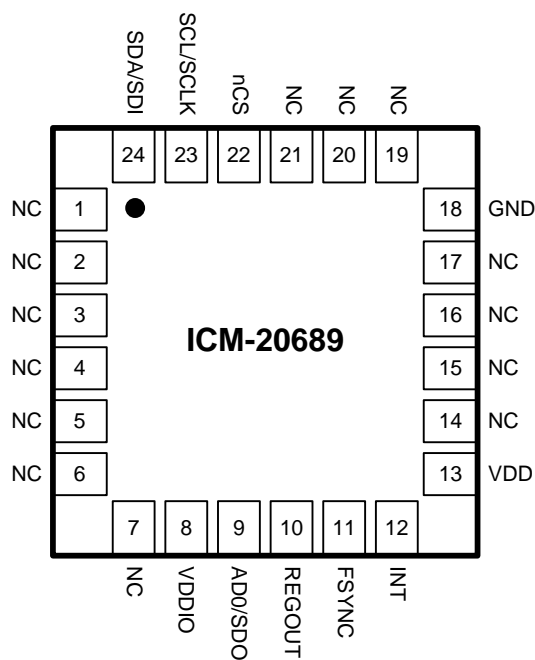 SDA/SDI
SCL/SCLK
nCS
NC
NC
NC
24
23
22
21
20
19
NC 1
18 GND
NC 2
17 NC
NC 3
16 NC
ICM-20689
NC 4
15 NC
NC 5
14 NC
NC 6
13 VDD
7
8
9
10
11
12
NC
VDDIO
AD0/SDO
REGOUT
FSYNC
INT